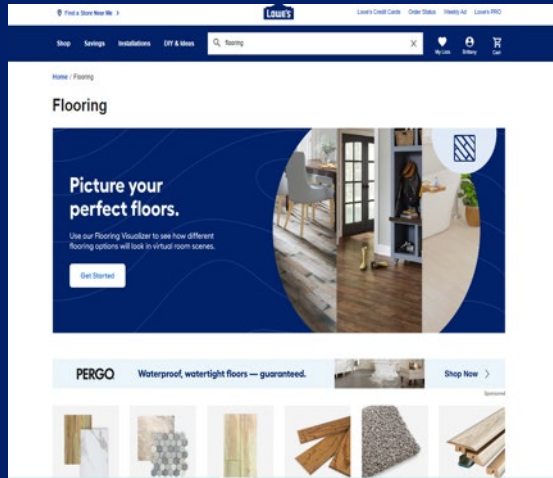 Find a Store Near Me
LOWE'S
Lowe's Credit Cards Order Status Weekly Ad Lowe's PRO
Shop Savings Installations DIY & Ideas
flooring
My Lists Brittany Cart
Home / Flooring
Flooring
Picture your
perfect floors.
Use our Flooring Visualizer to see how different
flooring options will look in virtual room scenes.
Get Started
PERGO Waterproof, watertight floors — guaranteed. Shop Now
Sponsored